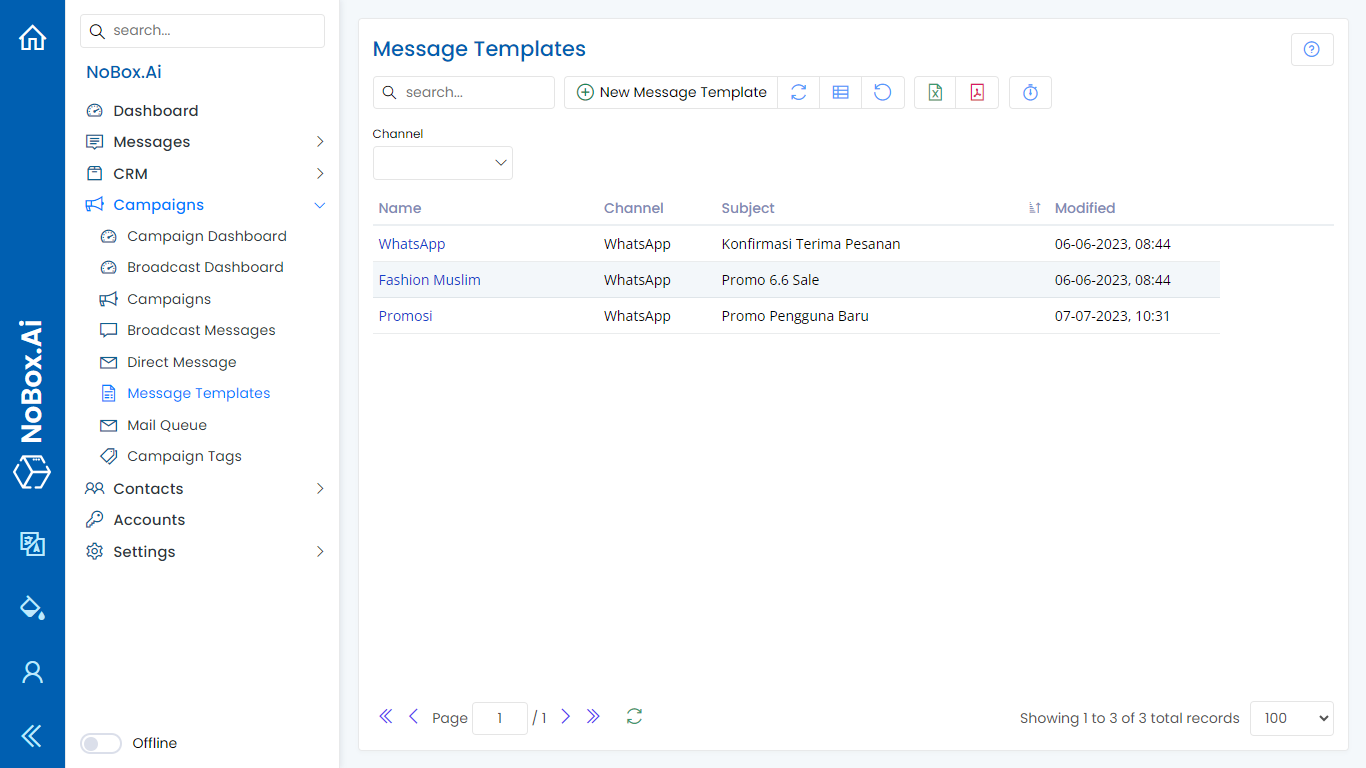 search...
NoBox.Ai
Dashboard
Messages
CRM
Campaigns
Campaign Dashboard
Broadcast Dashboard
Campaigns
Broadcast Messages
Direct Message
Message Templates
Mail Queue
Campaign Tags
Contacts
Accounts
Settings
Offline
NoBox.Ai
Message Templates
search...
New Message Template
Channel
Name Channel Subject Modified
WhatsApp WhatsApp Konfirmasi Terima Pesanan 06-06-2023, 08:44
Fashion Muslim WhatsApp Promo 6.6 Sale 06-06-2023, 08:44
Promosi WhatsApp Promo Pengguna Baru 07-07-2023, 10:31
Page 1 / 1 Showing 1 to 3 of 3 total records 100